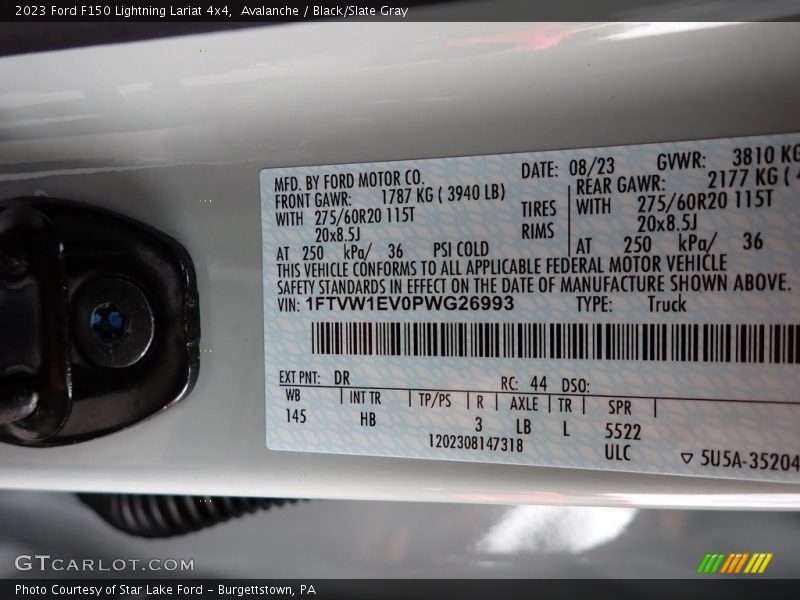 2023 Ford F150 Lightning Lariat 4x4, Avalanche / Black/Slate Gray
MFD. BY FORD MOTOR CO. DATE: 08/23 GVWR: 3810 KG
FRONT GAWR: 1787 KG ( 3940 LB) REAR GAWR: 2177 KG ( 4
WITH 275/60R20 115T TIRES WITH 275/60R20 115T
20x8.5J RIMS 20x8.5J
AT 250 kPa/ 36 PSI COLD AT 250 kPa/ 36
THIS VEHICLE CONFORMS TO ALL APPLICABLE FEDERAL MOTOR VEHICLE
SAFETY STANDARDS IN EFFECT ON THE DATE OF MANUFACTURE SHOWN ABOVE.
VIN: 1FTVW1EV0PWG26993 TYPE: Truck
EXT PNT: DR RC: 44 DSO:
WB INT TR TP/PS R AXLE TR SPR
145 HB 3 LB L 5522
1202308147318 ULC ▽ 5U5A-35204
GTCARLOT.COM
Photo Courtesy of Star Lake Ford - Burgettstown, PA